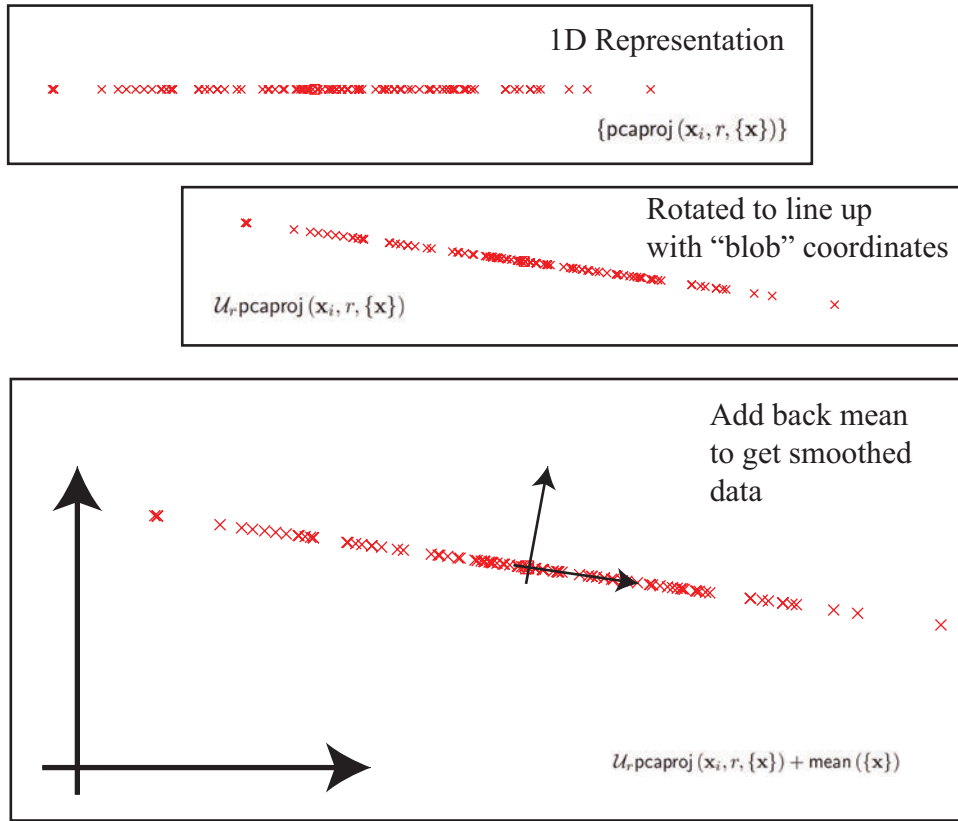 1D Representation
{pcaproj (xᵢ, r, {x})}
Rotated to line up
with “blob” coordinates
𝒰ᵣpcaproj (xᵢ, r, {x})
Add back mean
to get smoothed
data
𝒰ᵣpcaproj (xᵢ, r, {x}) + mean ({x})